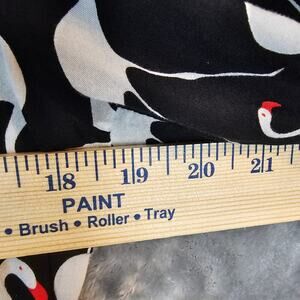 18 19 20 21
PAINT
• Brush • Roller • Tray